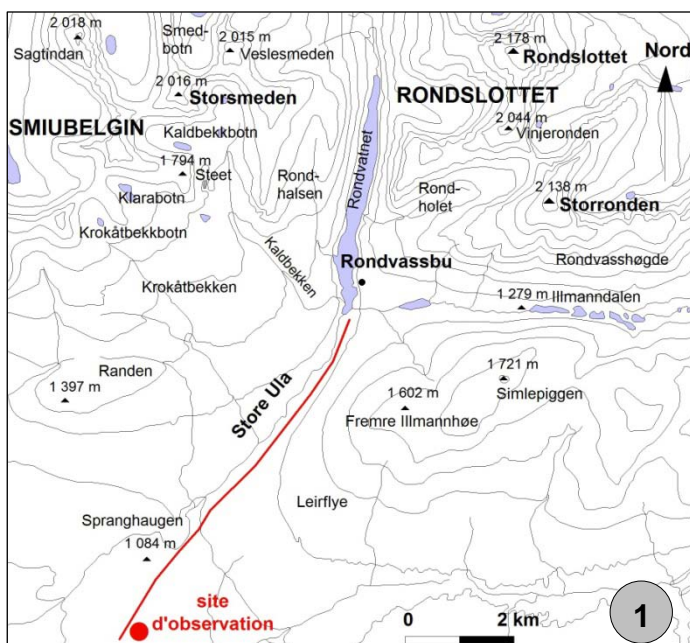 2 018 m
Sagtindan
Smed-
botn
2 015 m
Veslesmeden
2 178 m
Rondslottet
Nord
2 016 m
Storsmeden
RONDSLOTTET
SMIUBELGIN
Kaldbekkbotn
2 044 m
Vinjeronden
1 794 m
Steet
Rond-
halsen
Rondvatnet
Rond-
holet
2 138 m
Storronden
Klarabotn
Krokåtbekkbotn
Kaldbekken
Rondvassbu
Rondvasshøgde
Krokåtbekken
1 279 m
Illmanndalen
Randen
1 397 m
Store Ula
1 721 m
Simlepiggen
1 602 m
Fremre Illmannhøe
Leirflye
Spranghaugen
1 084 m
site
d'observation
0
2 km
1